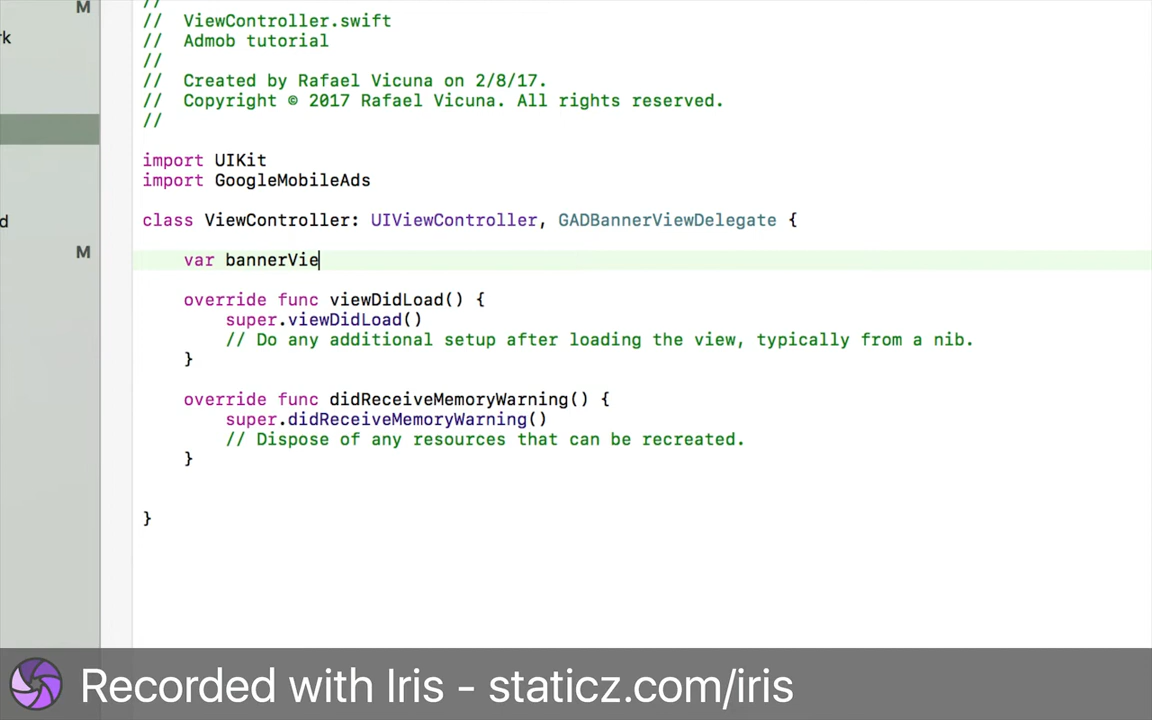 //
M
// ViewController.swift
rk
// Admob tutorial
//
// Created by Rafael Vicuna on 2/8/17.
// Copyright © 2017 Rafael Vicuna. All rights reserved.
//
import UIKit
import GoogleMobileAds
d
class ViewController: UIViewController, GADBannerViewDelegate {
M
var bannerVie
override func viewDidLoad() {
super.viewDidLoad()
// Do any additional setup after loading the view, typically from a nib.
}
override func didReceiveMemoryWarning() {
super.didReceiveMemoryWarning()
// Dispose of any resources that can be recreated.
}
}
Recorded with Iris - staticz.com/iris